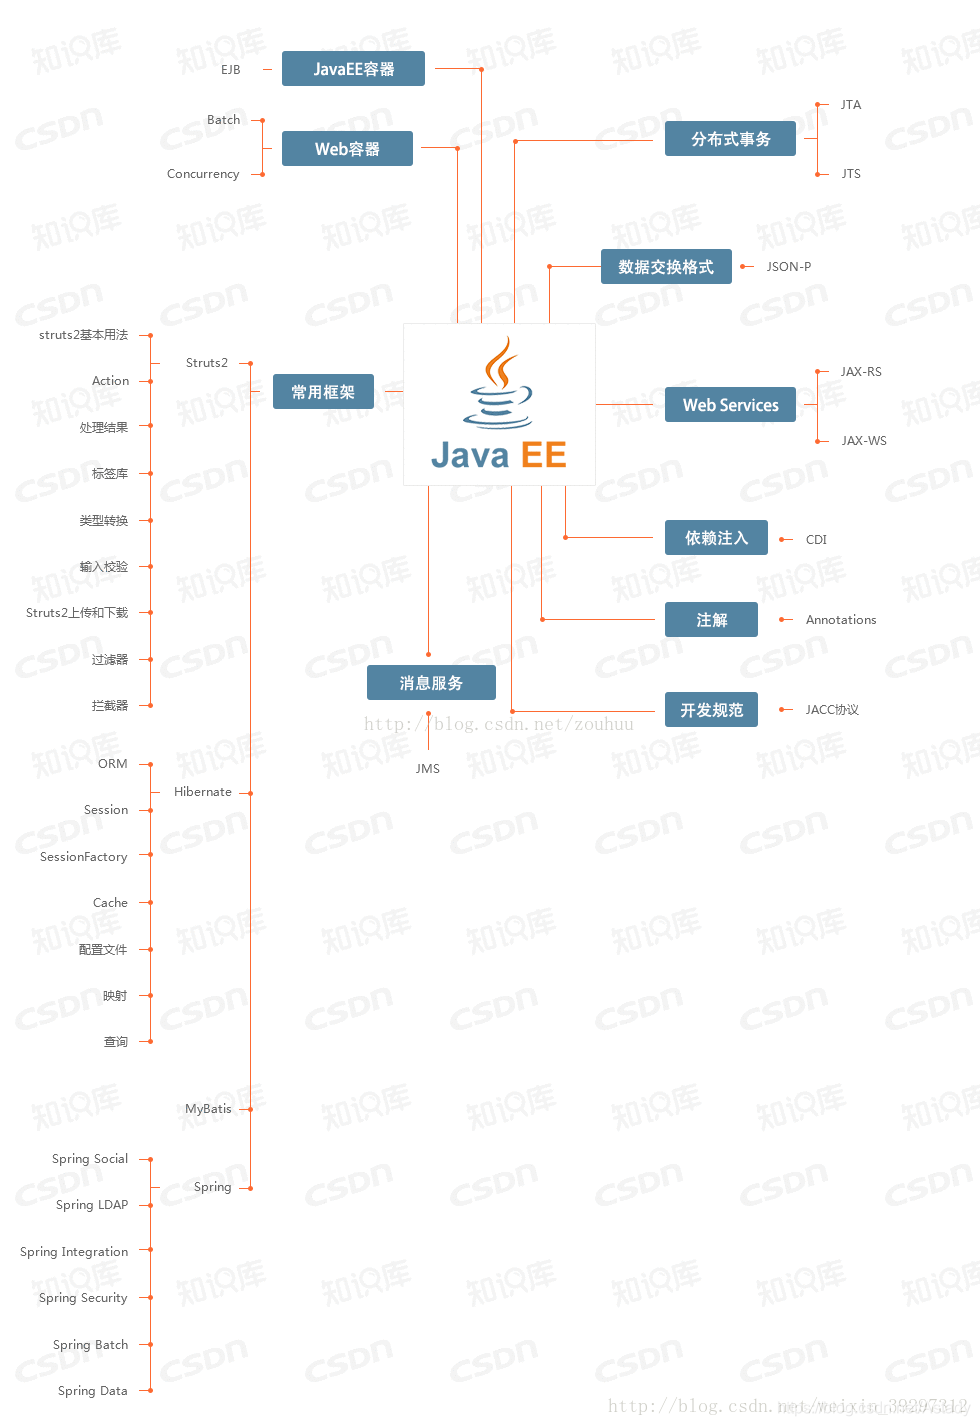 JavaEE容器
EJB
Web容器
Batch
Concurrency
分布式事务
JTA
JTS
数据交换格式
JSON-P
Java EE
常用框架
Struts2
struts2基本用法
Action
处理结果
标签库
类型转换
输入校验
Struts2上传和下载
过滤器
拦截器
Hibernate
ORM
Session
SessionFactory
Cache
配置文件
映射
查询
MyBatis
Spring
Spring Social
Spring LDAP
Spring Integration
Spring Security
Spring Batch
Spring Data
Web Services
JAX-RS
JAX-WS
依赖注入
CDI
注解
Annotations
开发规范
JACC协议
消息服务
JMS
http://blog.csdn.net/zouhuu
http://blog.csdn.net/weixin_39297312
知识库
CSDN